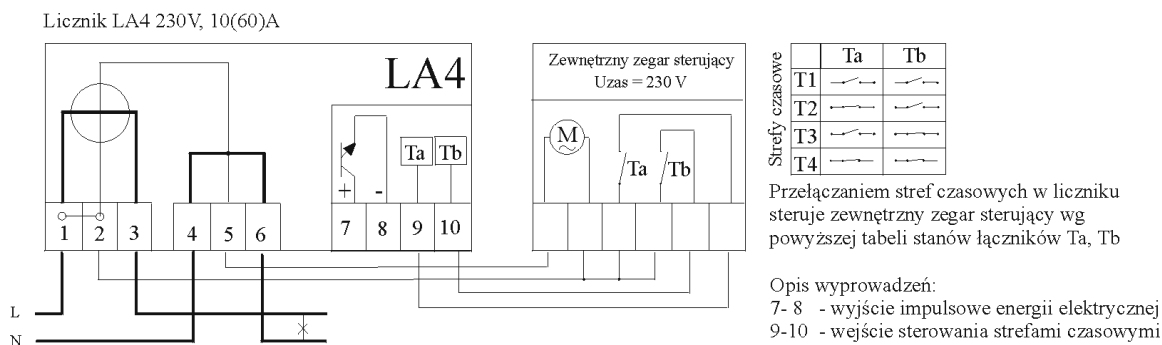 Licznik LA4 230V, 10(60)A
LA4
Ta Tb
+ -
1 2 3 4 5 6 7 8 9 10
L
N
Zewnętrzny zegar sterujący
Uzas = 230 V
M
Ta Tb
Strefy czasowe
Ta Tb
T1
T2
T3
T4
Przełączaniem stref czasowych w liczniku
steruje zewnętrzny zegar sterujący wg
powyższej tabeli stanów łączników Ta, Tb
Opis wyprowadzeń:
7- 8 - wyjście impulsowe energii elektrycznej
9-10 - wejście sterowania strefami czasowymi